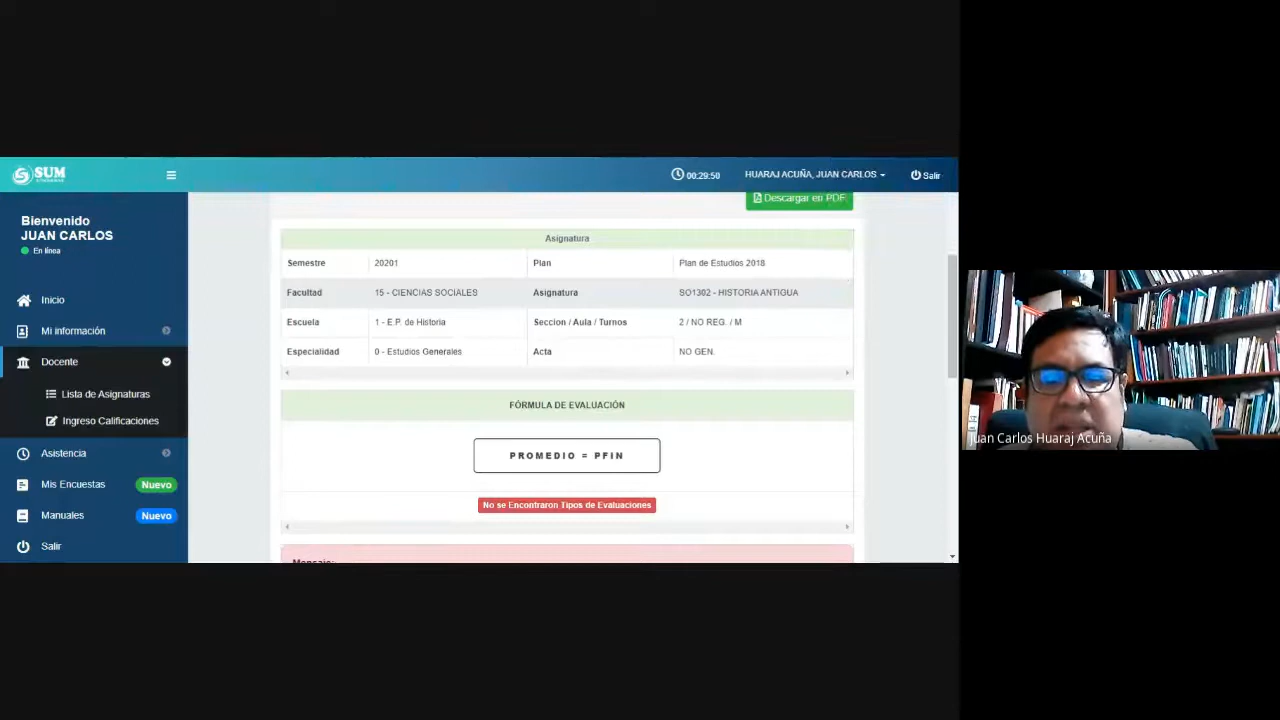 SUM
00:29:50
HUARAJ ACUÑA, JUAN CARLOS
Salir
Bienvenido
JUAN CARLOS
En línea
Inicio
Mi información
Docente
Lista de Asignaturas
Ingreso Calificaciones
Asistencia
Mis Encuestas Nuevo
Manuales Nuevo
Salir
Descargar en PDF
Asignatura
Semestre 20201 Plan Plan de Estudios 2018
Facultad 15 - CIENCIAS SOCIALES Asignatura SO1302 - HISTORIA ANTIGUA
Escuela 1 - E.P. de Historia Seccion / Aula / Turnos 2 / NO REG. / M
Especialidad 0 - Estudios Generales Acta NO GEN.
FÓRMULA DE EVALUACIÓN
PROMEDIO = PFIN
No se Encontraron Tipos de Evaluaciones
Mensaje:
Juan Carlos Huaraj Acuña